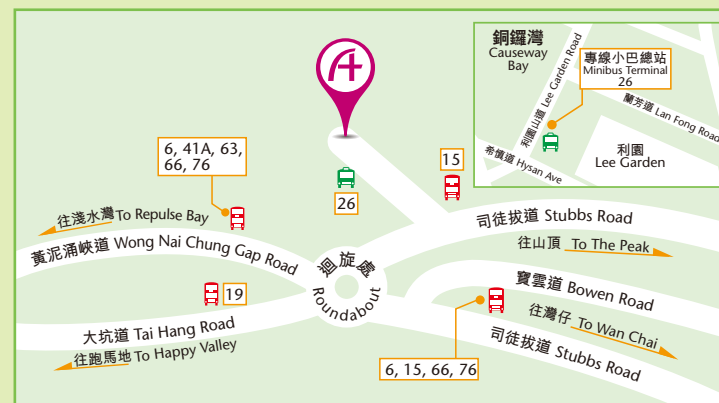 銅鑼灣
Causeway
Bay
利園山道 Lee Garden Road
專線小巴總站
Minibus Terminal
26
蘭芳道 Lan Fong Road
利園
Lee Garden
希慎道 Hysan Ave
6, 41A, 63,
66, 76
26
15
往淺水灣 To Repulse Bay
黃泥涌峽道 Wong Nai Chung Gap Road
司徒拔道 Stubbs Road
往山頂 To The Peak
迴旋處
Roundabout
19
寶雲道 Bowen Road
往灣仔 To Wan Chai
大坑道 Tai Hang Road
往跑馬地 To Happy Valley
司徒拔道 Stubbs Road
6, 15, 66, 76